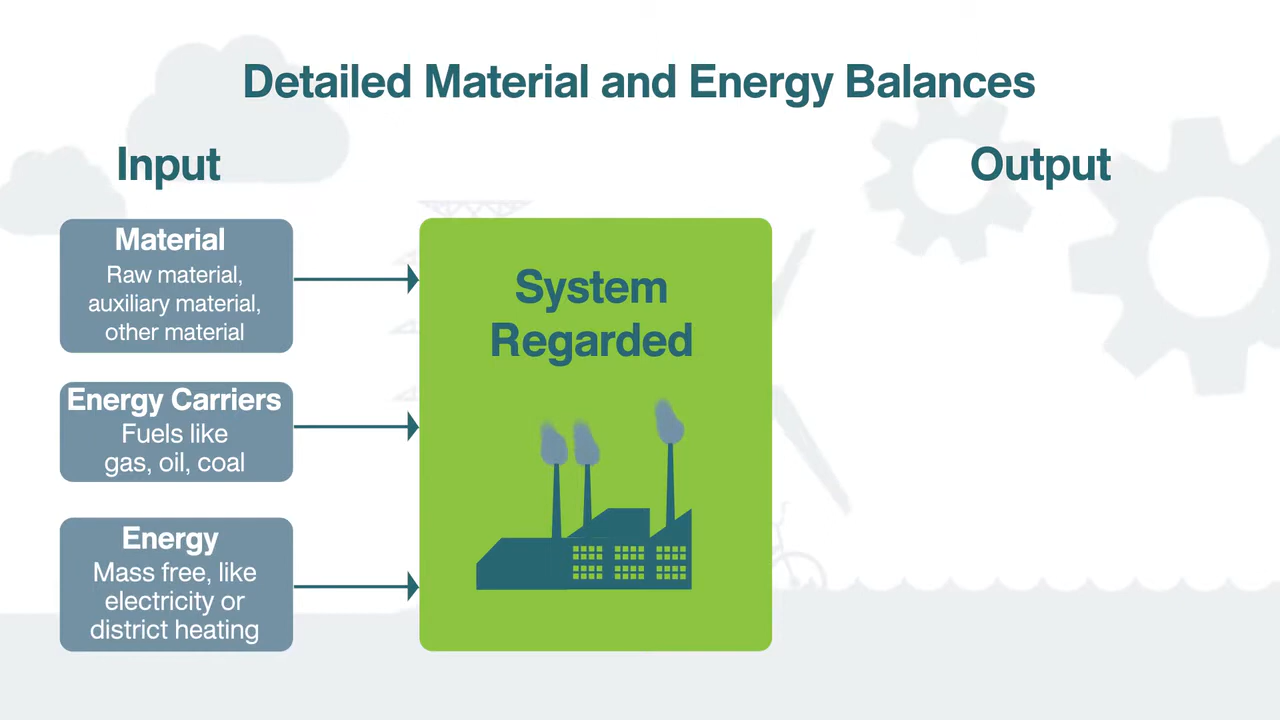 Detailed Material and Energy Balances
Input
Output
Material
Raw material,
auxiliary material,
other material
Energy Carriers
Fuels like
gas, oil, coal
Energy
Mass free, like
electricity or
district heating
System
Regarded